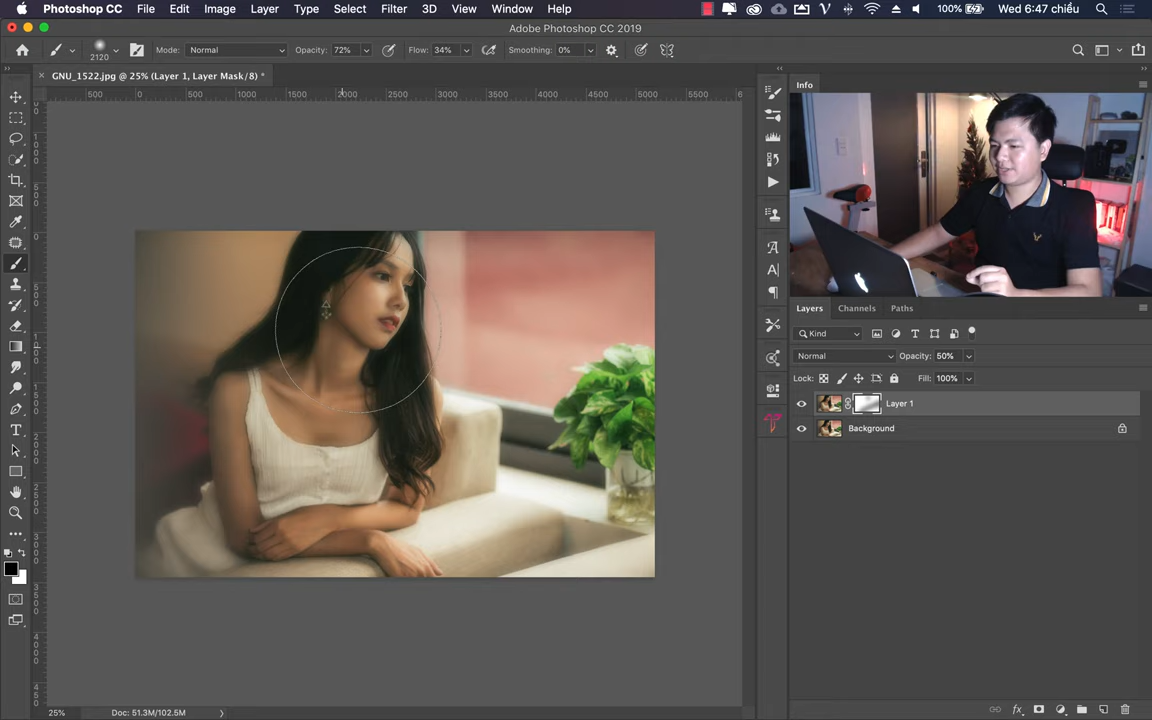 Photoshop CC File Edit Image Layer Type Select Filter 3D View Window Help 100% Wed 6:47 chiều
Adobe Photoshop CC 2019
2120 Mode: Normal Opacity: 72% Flow: 34% Smoothing: 0%
GNU_1522.jpg @ 25% (Layer 1, Layer Mask/8) *
500 0 500 1000 1500 2000 2500 3000 3500 4000 4500 5000 6
Info
Layers Channels Paths
Kind
Normal Opacity: 50%
Lock: Fill: 100%
Layer 1
Background
25% Doc: 51.3M/102.5M